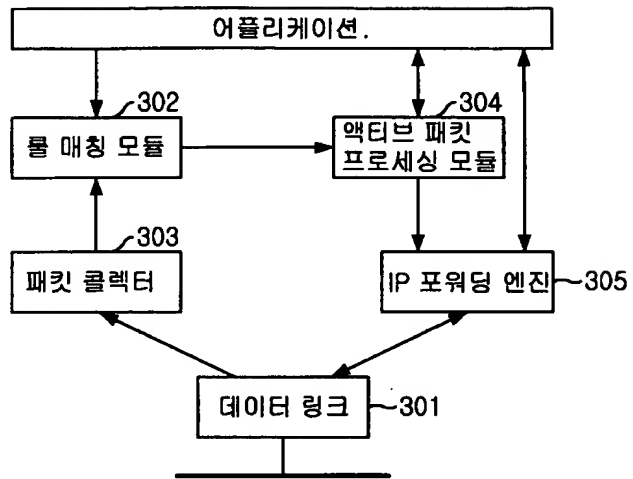 어플리케이션.
302
룰 매칭 모듈
304
액티브 패킷
프로세싱 모듈
303
패킷 콜렉터
IP 포워딩 엔진
305
데이터 링크
301